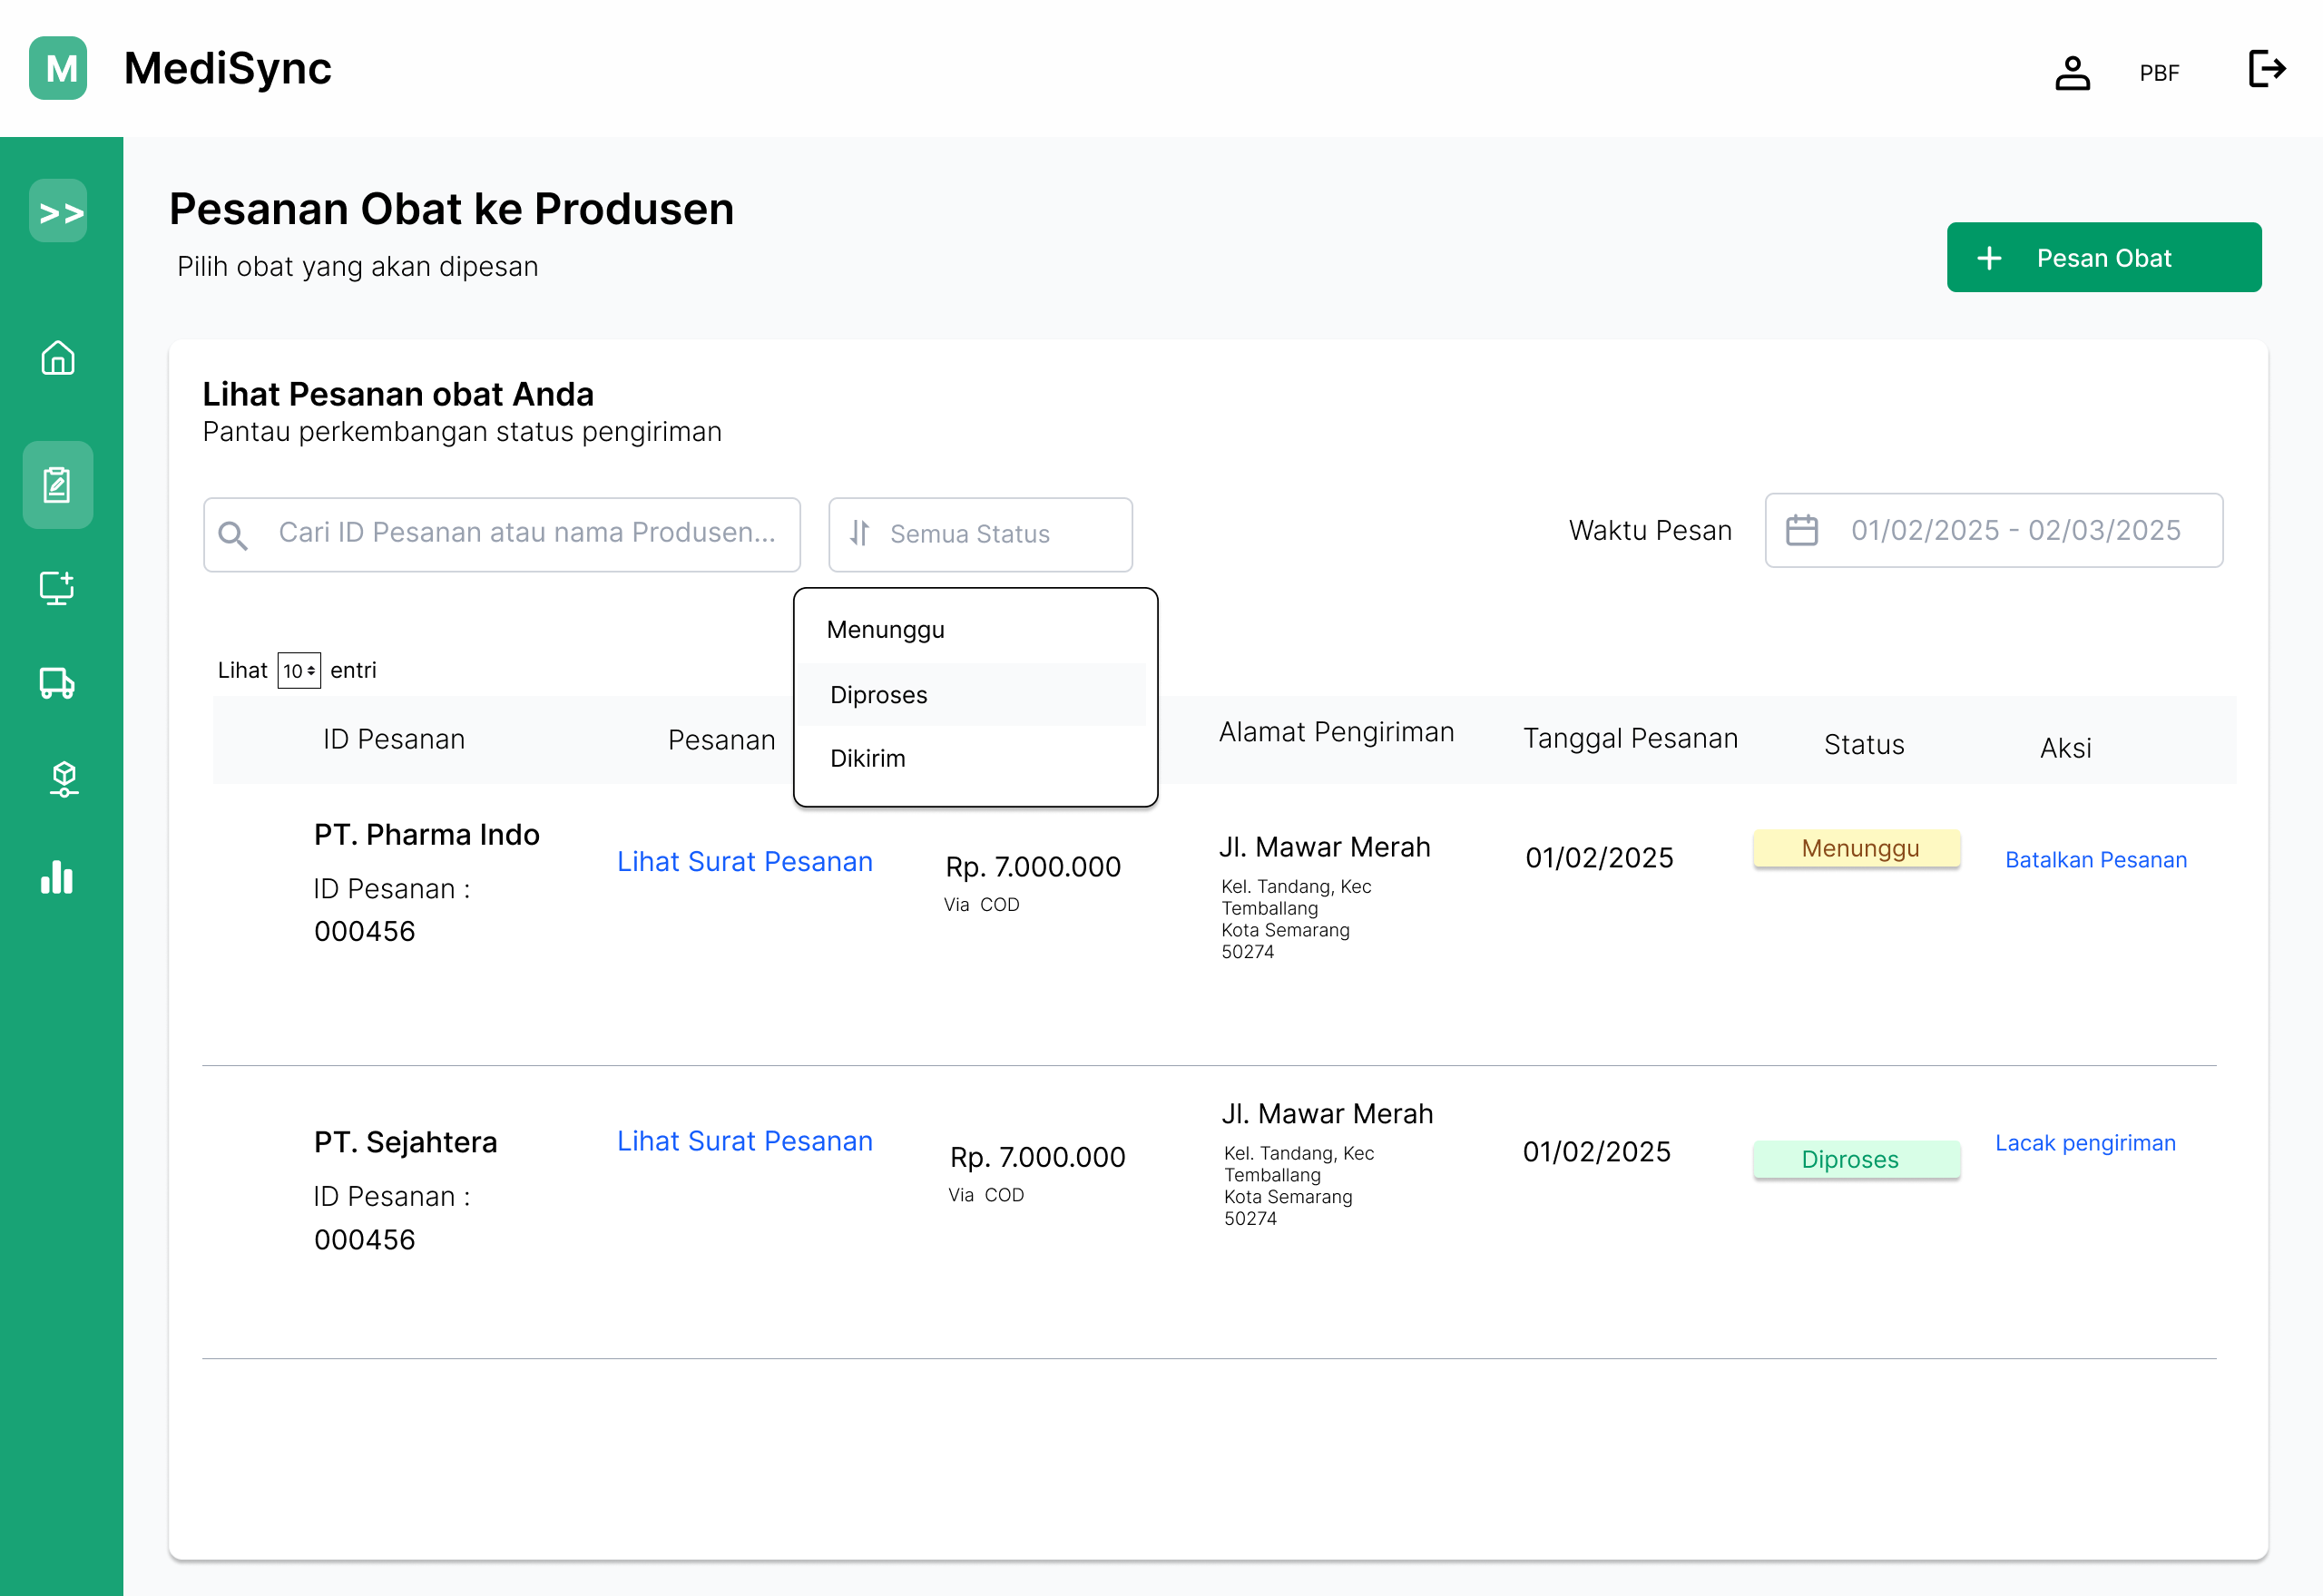 M MediSync PBF
>>
Pesanan Obat ke Produsen
Pilih obat yang akan dipesan
+ Pesan Obat
Lihat Pesanan obat Anda
Pantau perkembangan status pengiriman
Cari ID Pesanan atau nama Produsen...
Semua Status
Waktu Pesan
01/02/2025 - 02/03/2025
Menunggu
Diproses
Dikirim
Lihat 10 entri
ID Pesanan Pesanan Alamat Pengiriman Tanggal Pesanan Status Aksi
PT. Pharma Indo
ID Pesanan :
000456
Lihat Surat Pesanan
Rp. 7.000.000
Via COD
Jl. Mawar Merah
Kel. Tandang, Kec
Temballang
Kota Semarang
50274
01/02/2025
Menunggu
Batalkan Pesanan
PT. Sejahtera
ID Pesanan :
000456
Lihat Surat Pesanan
Rp. 7.000.000
Via COD
Jl. Mawar Merah
Kel. Tandang, Kec
Temballang
Kota Semarang
50274
01/02/2025
Diproses
Lacak pengiriman